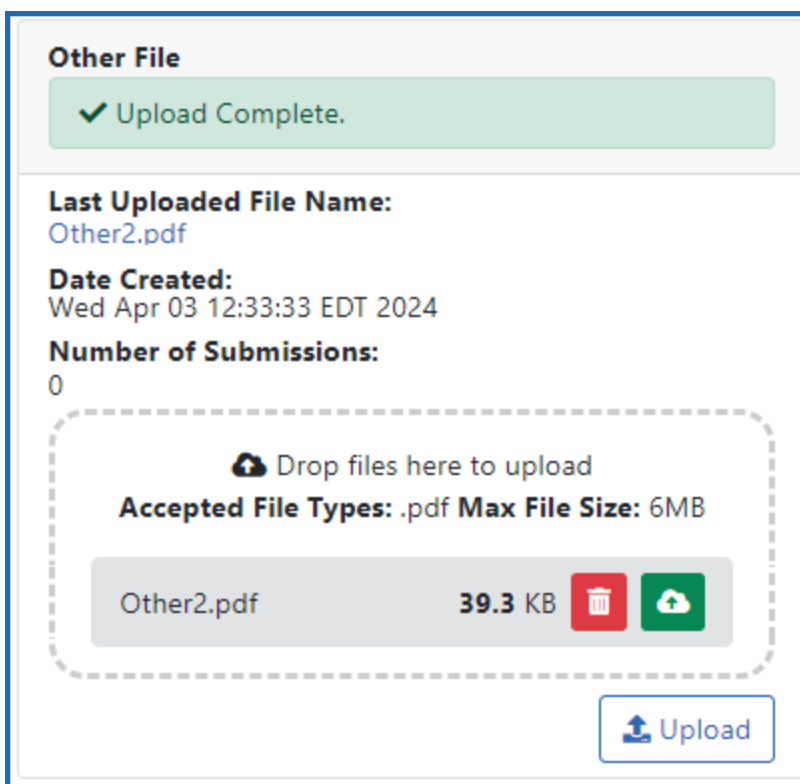 Other File
Upload Complete.
Last Uploaded File Name:
Other2.pdf
Date Created:
Wed Apr 03 12:33:33 EDT 2024
Number of Submissions:
0
Drop files here to upload
Accepted File Types: .pdf Max File Size: 6MB
Other2.pdf 39.3 KB
Upload